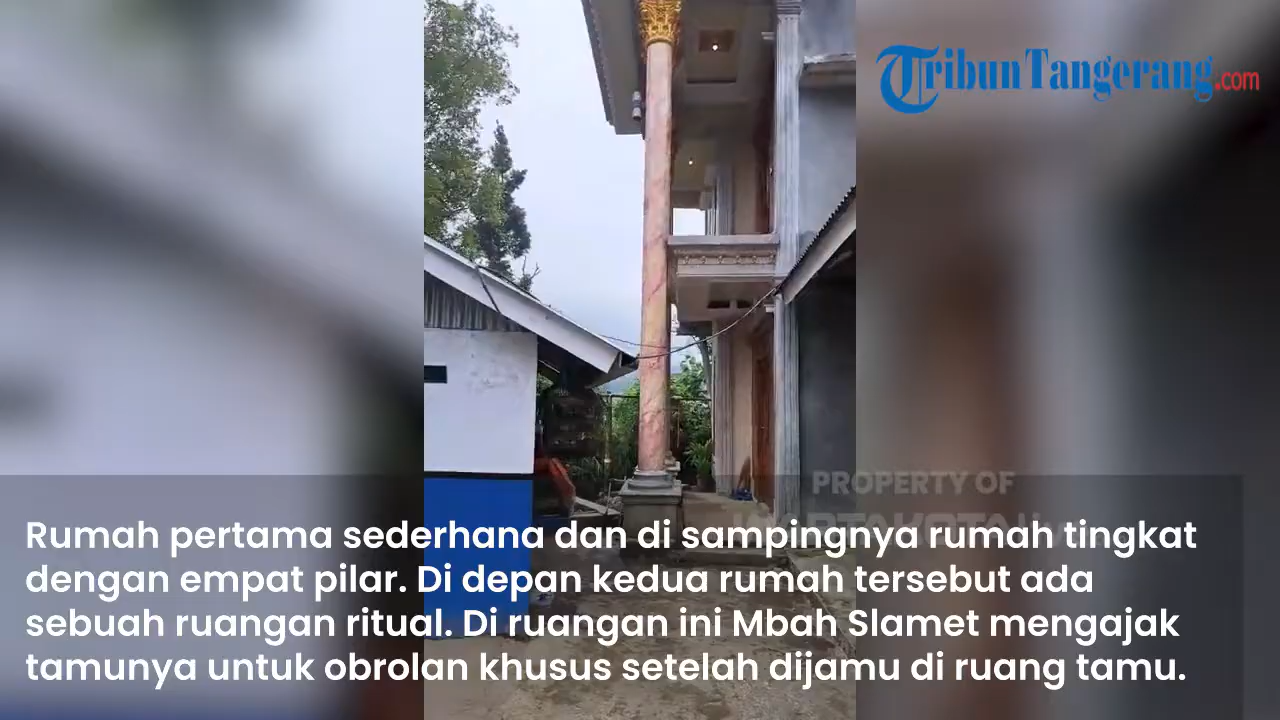 TribunTangerang.com
PROPERTY OF
Rumah pertama sederhana dan di sampingnya rumah tingkat
dengan empat pilar. Di depan kedua rumah tersebut ada
sebuah ruangan ritual. Di ruangan ini Mbah Slamet mengajak
tamunya untuk obrolan khusus setelah dijamu di ruang tamu.